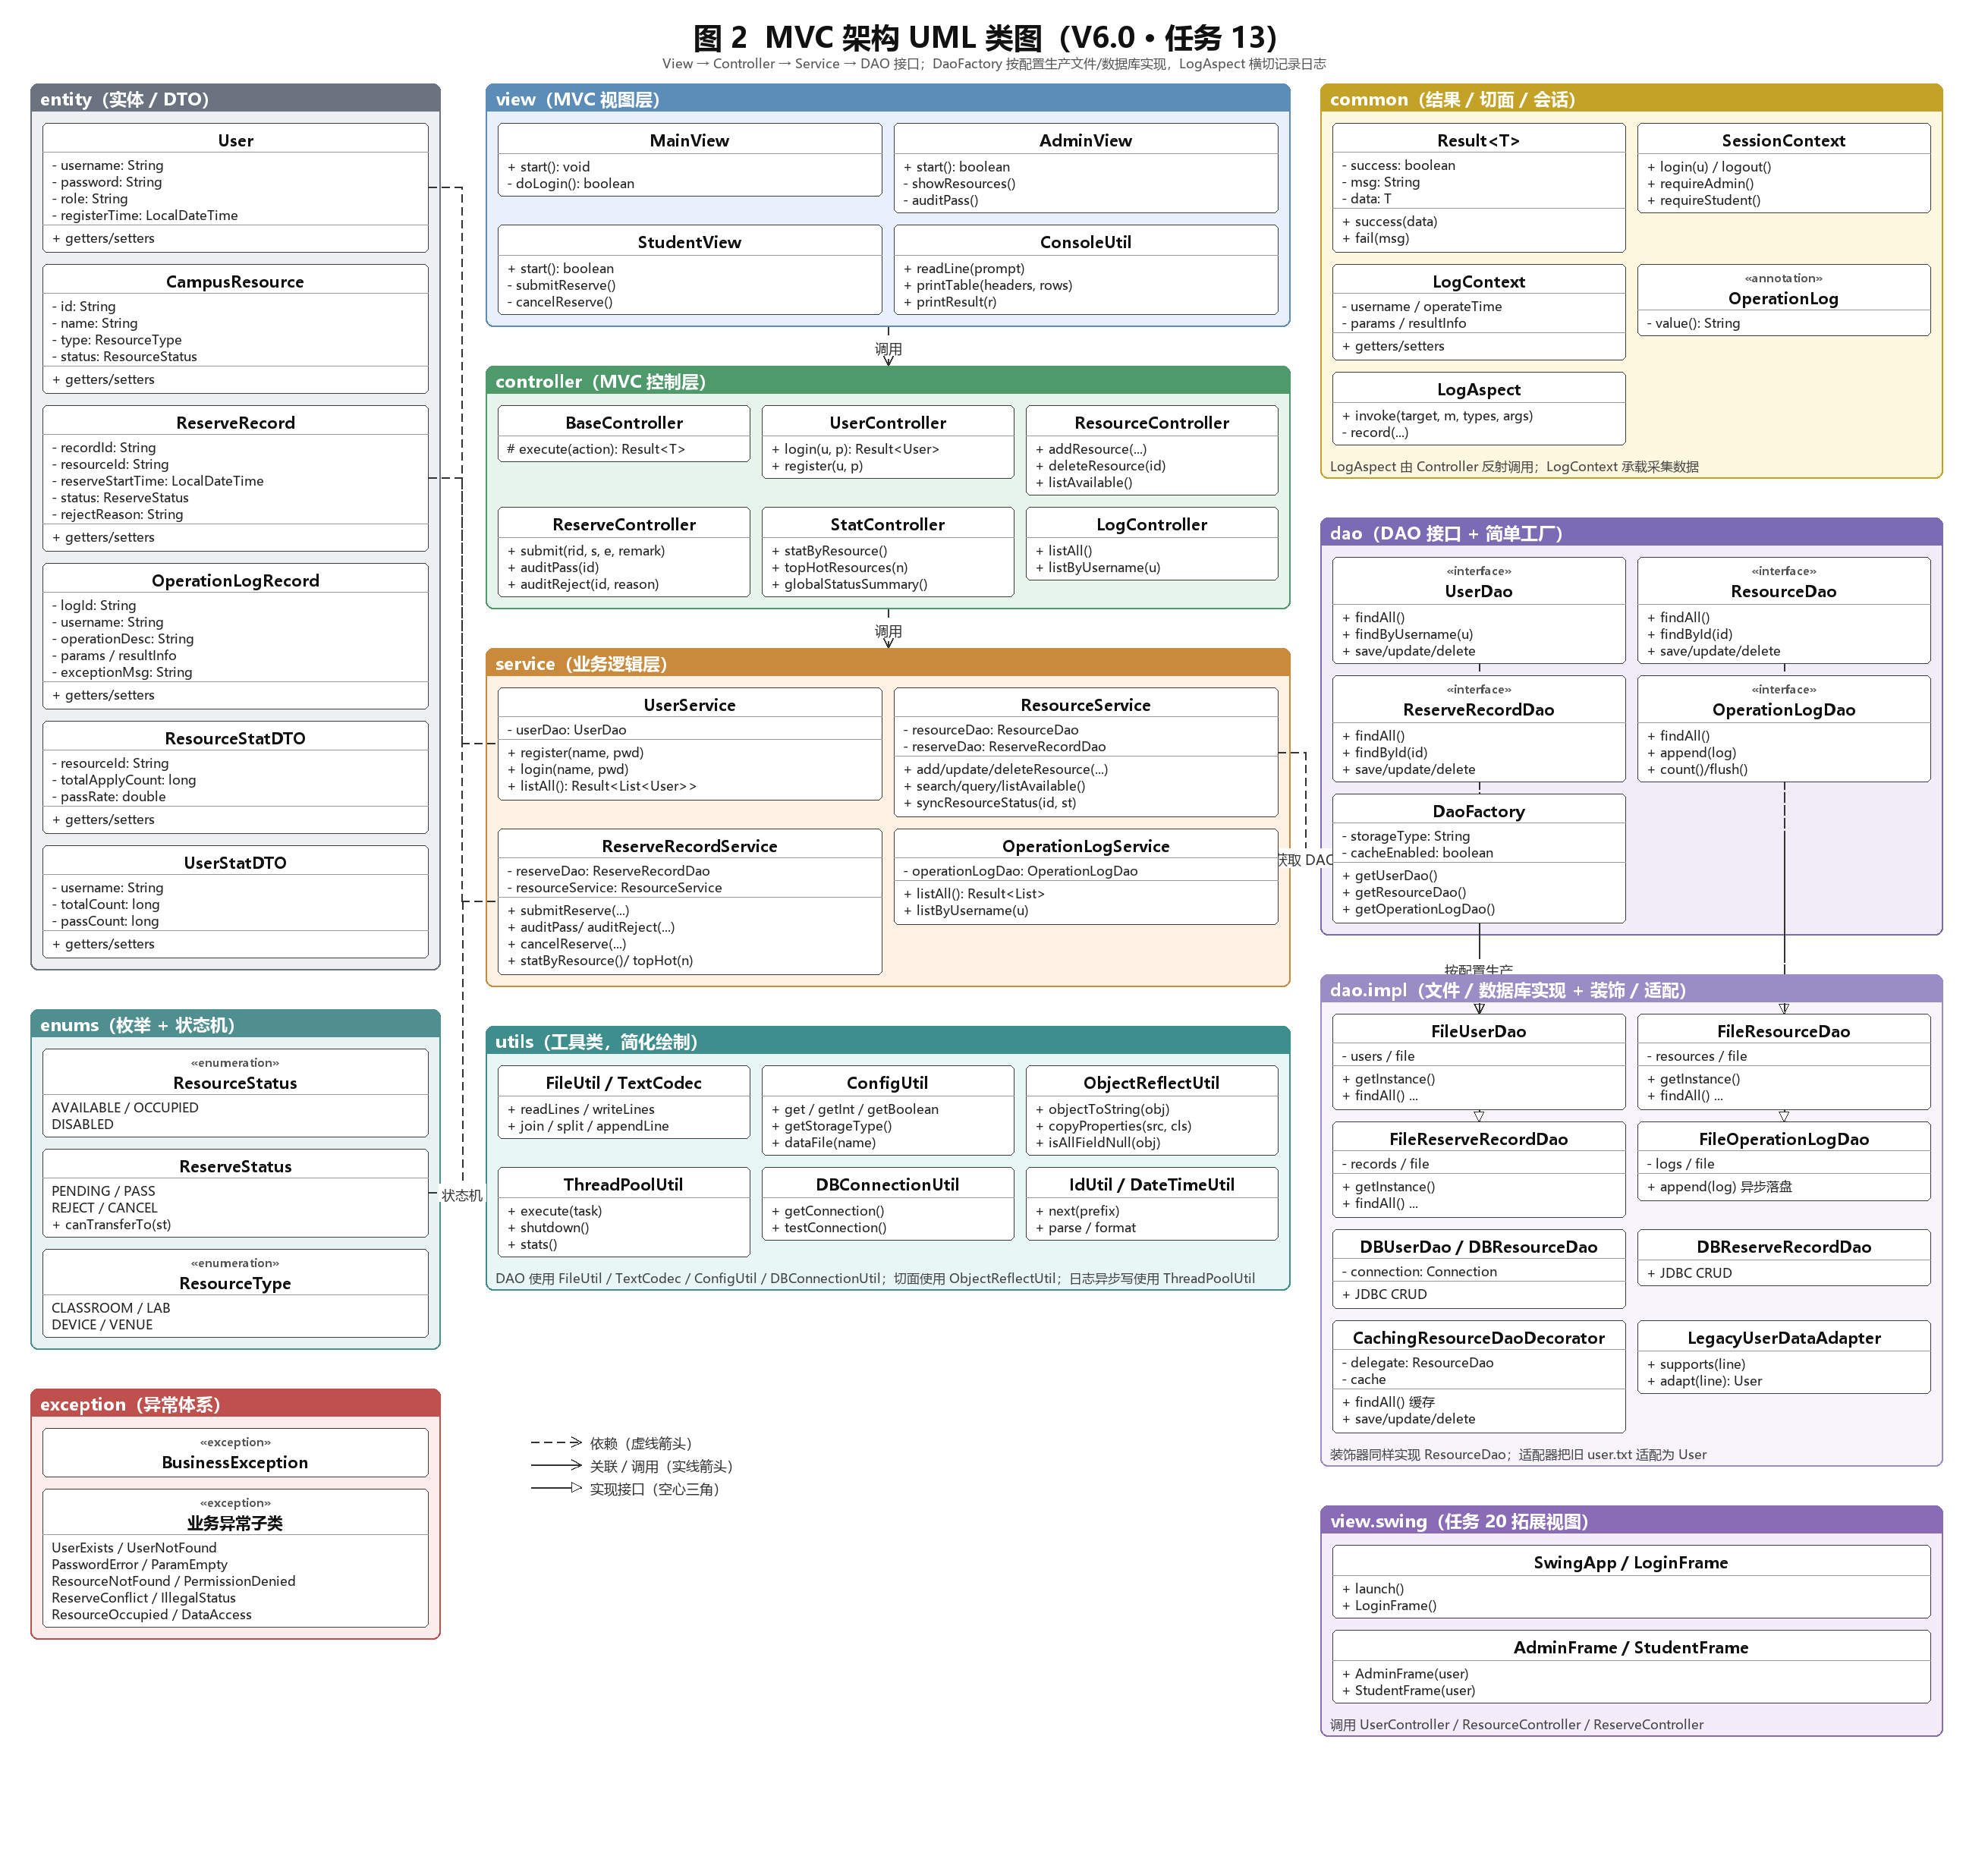 图 2  MVC 架构 UML 类图（V6.0 • 任务 13）
View → Controller → Service → DAO 接口；DaoFactory 按配置生产文件/数据库实现，LogAspect 横切记录日志
entity（实体 / DTO）
User
- username: String
- password: String
- role: String
- registerTime: LocalDateTime
+ getters/setters
CampusResource
- id: String
- name: String
- type: ResourceType
- status: ResourceStatus
+ getters/setters
ReserveRecord
- recordId: String
- resourceId: String
- reserveStartTime: LocalDateTime
- status: ReserveStatus
- rejectReason: String
+ getters/setters
OperationLogRecord
- logId: String
- username: String
- operationDesc: String
- params / resultInfo
- exceptionMsg: String
+ getters/setters
ResourceStatDTO
- resourceId: String
- totalApplyCount: long
- passRate: double
+ getters/setters
UserStatDTO
- username: String
- totalCount: long
- passCount: long
+ getters/setters
enums（枚举 + 状态机）
«enumeration»
ResourceStatus
AVAILABLE / OCCUPIED
DISABLED
ReserveStatus
PENDING / PASS
REJECT / CANCEL
+ canTransferTo(st)
«enumeration»
ResourceType
CLASSROOM / LAB
DEVICE / VENUE
状态机
exception（异常体系）
«exception»
BusinessException
«exception»
业务异常子类
UserExists / UserNotFound
PasswordError / ParamEmpty
ResourceNotFound / PermissionDenied
ReserveConflict / IllegalStatus
ResourceOccupied / DataAccess
view（MVC 视图层）
MainView
+ start(): void
- doLogin(): boolean
AdminView
+ start(): boolean
- showResources()
- auditPass()
StudentView
+ start(): boolean
- submitReserve()
- cancelReserve()
ConsoleUtil
+ readLine(prompt)
+ printTable(headers, rows)
+ printResult(r)
调用
controller（MVC 控制层）
BaseController
# execute(action): Result<T>
UserController
+ login(u, p): Result<User>
+ register(u, p)
ResourceController
+ addResource(...)
+ deleteResource(id)
+ listAvailable()
ReserveController
+ submit(rid, s, e, remark)
+ auditPass(id)
+ auditReject(id, reason)
StatController
+ statByResource()
+ topHotResources(n)
+ globalStatusSummary()
LogController
+ listAll()
+ listByUsername(u)
调用
service（业务逻辑层）
UserService
- userDao: UserDao
+ register(name, pwd)
+ login(name, pwd)
+ listAll(): Result<List<User>>
ResourceService
- resourceDao: ResourceDao
- reserveDao: ReserveRecordDao
+ add/update/deleteResource(...)
+ search/query/listAvailable()
+ syncResourceStatus(id, st)
ReserveRecordService
- reserveDao: ReserveRecordDao
- resourceService: ResourceService
+ submitReserve(...)
+ auditPass/ auditReject(...)
+ cancelReserve(...)
+ statByResource()/ topHot(n)
OperationLogService
- operationLogDao: OperationLogDao
+ listAll(): Result<List>
+ listByUsername(u)
获取 DAO
utils（工具类，简化绘制）
FileUtil / TextCodec
+ readLines / writeLines
+ join / split / appendLine
ConfigUtil
+ get / getInt / getBoolean
+ getStorageType()
+ dataFile(name)
ObjectReflectUtil
+ objectToString(obj)
+ copyProperties(src, cls)
+ isAllFieldNull(obj)
ThreadPoolUtil
+ execute(task)
+ shutdown()
+ stats()
DBConnectionUtil
+ getConnection()
+ testConnection()
IdUtil / DateTimeUtil
+ next(prefix)
+ parse / format
DAO 使用 FileUtil / TextCodec / ConfigUtil / DBConnectionUtil；切面使用 ObjectReflectUtil；日志异步写使用 ThreadPoolUtil
依赖（虚线箭头）
关联 / 调用（实线箭头）
实现接口（空心三角）
common（结果 / 切面 / 会话）
Result<T>
- success: boolean
- msg: String
- data: T
+ success(data)
+ fail(msg)
SessionContext
+ login(u) / logout()
+ requireAdmin()
+ requireStudent()
LogContext
- username / operateTime
- params / resultInfo
+ getters/setters
«annotation»
OperationLog
- value(): String
LogAspect
+ invoke(target, m, types, args)
- record(...)
LogAspect 由 Controller 反射调用；LogContext 承载采集数据
dao（DAO 接口 + 简单工厂）
«interface»
UserDao
+ findAll()
+ findByUsername(u)
+ save/update/delete
«interface»
ResourceDao
+ findAll()
+ findById(id)
+ save/update/delete
«interface»
ReserveRecordDao
+ findAll()
+ findById(id)
+ save/update/delete
«interface»
OperationLogDao
+ findAll()
+ append(log)
+ count()/flush()
DaoFactory
- storageType: String
- cacheEnabled: boolean
+ getUserDao()
+ getResourceDao()
+ getOperationLogDao()
按配置生产
dao.impl（文件 / 数据库实现 + 装饰 / 适配）
FileUserDao
- users / file
+ getInstance()
+ findAll() ...
FileResourceDao
- resources / file
+ getInstance()
+ findAll() ...
FileReserveRecordDao
- records / file
+ getInstance()
+ findAll() ...
FileOperationLogDao
- logs / file
+ append(log) 异步落盘
DBUserDao / DBResourceDao
- connection: Connection
+ JDBC CRUD
DBReserveRecordDao
+ JDBC CRUD
CachingResourceDaoDecorator
- delegate: ResourceDao
- cache
+ findAll() 缓存
+ save/update/delete
LegacyUserDataAdapter
+ supports(line)
+ adapt(line): User
装饰器同样实现 ResourceDao；适配器把旧 user.txt 适配为 User
view.swing（任务 20 拓展视图）
SwingApp / LoginFrame
+ launch()
+ LoginFrame()
AdminFrame / StudentFrame
+ AdminFrame(user)
+ StudentFrame(user)
调用 UserController / ResourceController / ReserveController